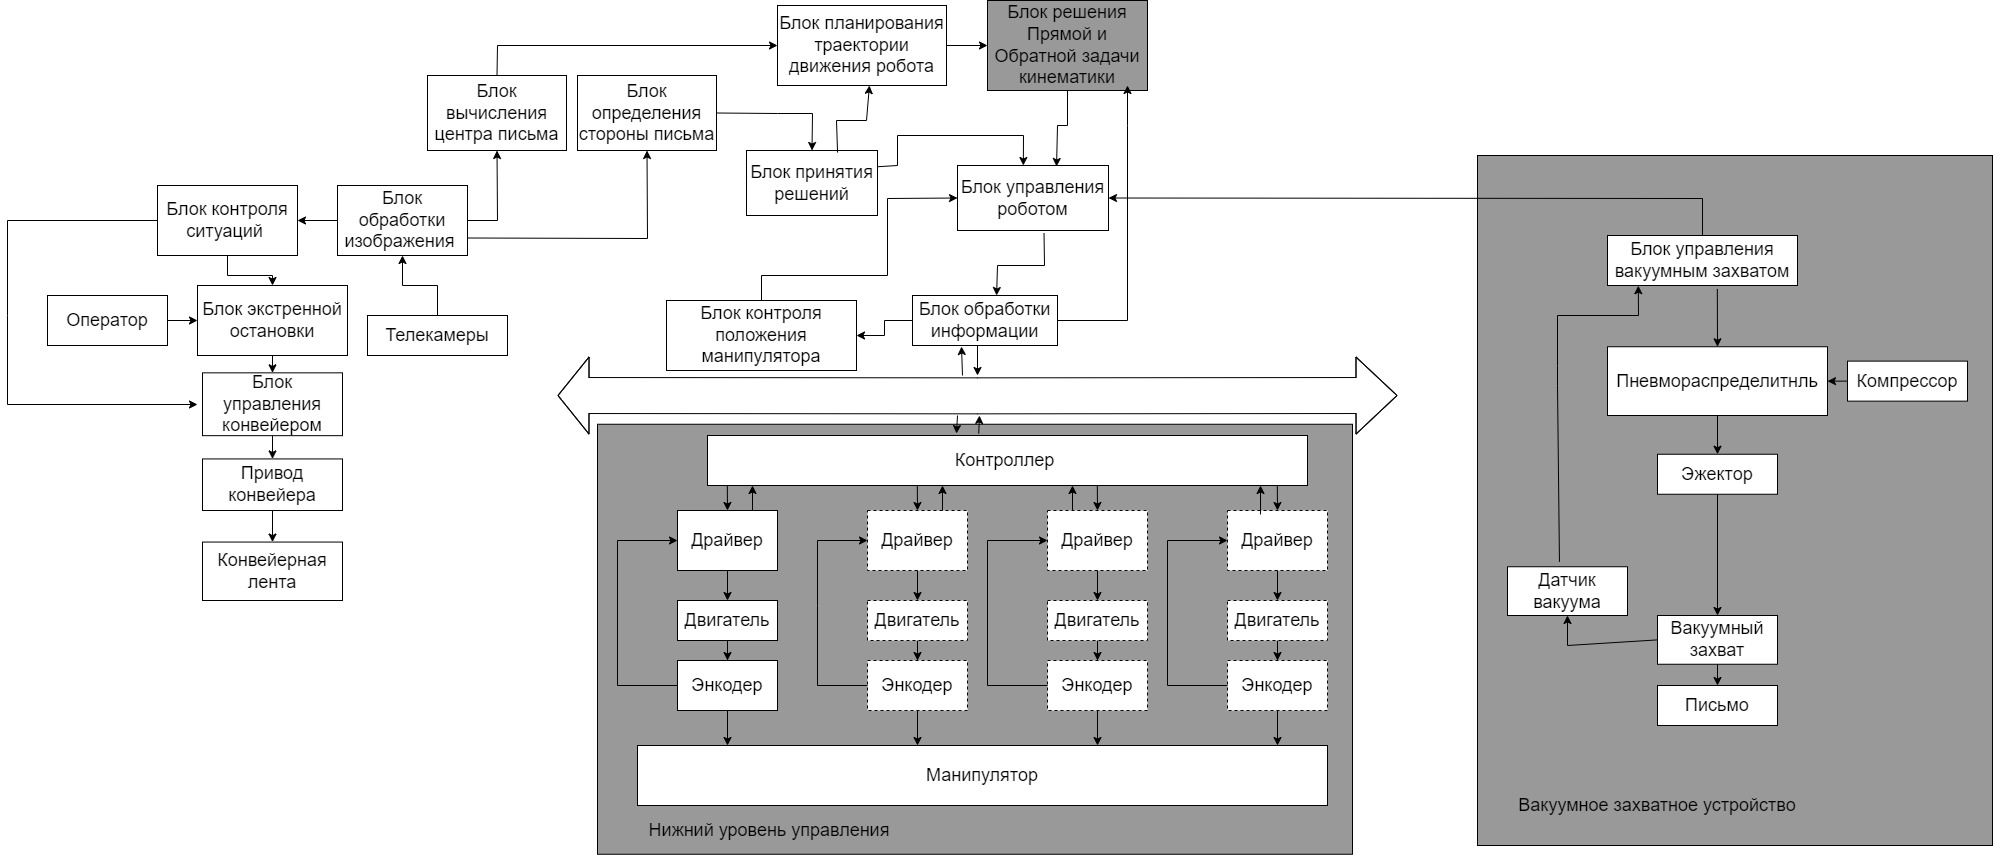 Блок планирования
траектории
движения робота
Блок решения
Прямой и
Обратной задачи
кинематики
Блок
вычисления
центра письма
Блок
определения
стороны письма
Блок принятия
решений
Блок управления
роботом
Блок контроля
ситуаций
Блок
обработки
изображения
Оператор
Блок экстренной
остановки
Телекамеры
Блок контроля
положения
манипулятора
Блок обработки
информации
Блок
управления
конвейером
Привод
конвейера
Конвейерная
лента
Контроллер
Драйвер
Драйвер
Драйвер
Драйвер
Двигатель
Двигатель
Двигатель
Двигатель
Энкодер
Энкодер
Энкодер
Энкодер
Манипулятор
Нижний уровень управления
Блок управления
вакуумным захватом
Пневмораспределитнль
Компрессор
Эжектор
Датчик
вакуума
Вакуумный
захват
Письмо
Вакуумное захватное устройство